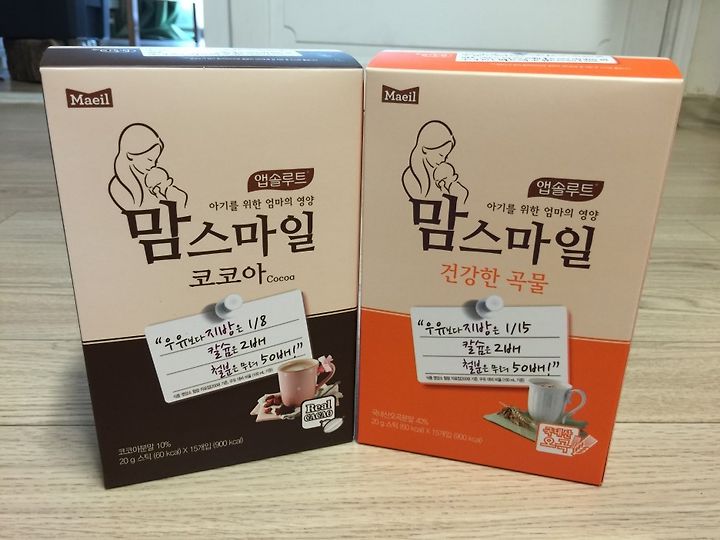 Maeil
앱솔루트
아기를 위한 엄마의 영양
맘스마일
코코아 Cocoa
"우유보다 지방은 1/8
칼슘은 2배
철분은 무려 50배!"
Real
CACAO
코코아분말 10%
20 g 스틱 (60 kcal) X 15개입 (900 kcal)
Maeil
앱솔루트
아기를 위한 엄마의 영양
맘스마일
건강한 곡물
"우유보다 지방은 1/15
칼슘은 2배
철분은 무려 50배!"
국내산
오곡
국내산오곡분말 40%
20 g 스틱 (60 kcal) X 15개입 (900 kcal)